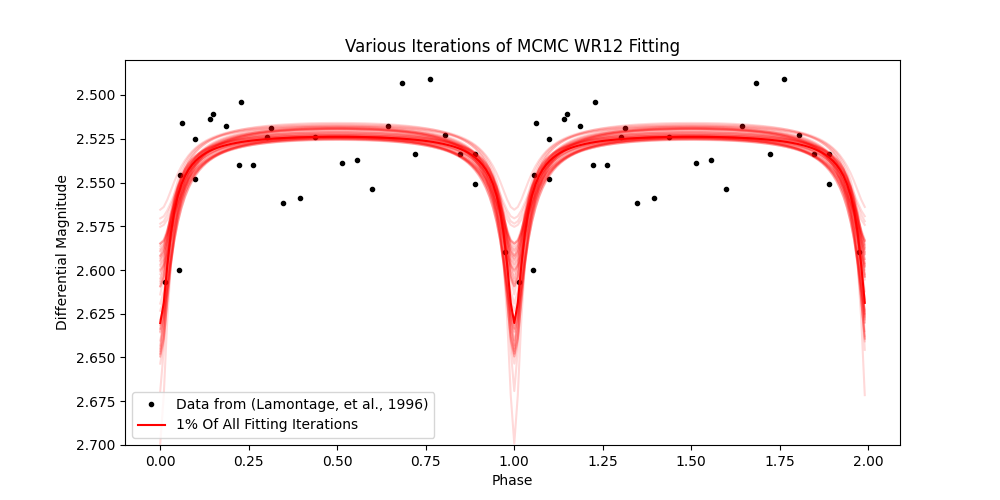 Various Iterations of MCMC WR12 Fitting
2.500
2.525
2.550
2.575
2.600
2.625
2.650
2.675
2.700
Differential Magnitude
Data from (Lamontage, et al., 1996)
1% Of All Fitting Iterations
0.00 0.25 0.50 0.75 1.00 1.25 1.50 1.75 2.00
Phase